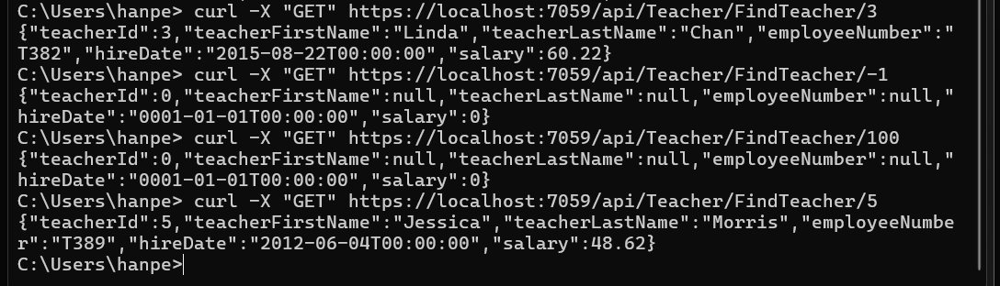 C:\Users\hanpe> curl -X "GET" https://localhost:7059/api/Teacher/FindTeacher/3
{"teacherId":3,"teacherFirstName":"Linda","teacherLastName":"Chan","employeeNumber":"
T382","hireDate":"2015-08-22T00:00:00","salary":60.22}
C:\Users\hanpe> curl -X "GET" https://localhost:7059/api/Teacher/FindTeacher/-1
{"teacherId":0,"teacherFirstName":null,"teacherLastName":null,"employeeNumber":null,"
hireDate":"0001-01-01T00:00:00","salary":0}
C:\Users\hanpe> curl -X "GET" https://localhost:7059/api/Teacher/FindTeacher/100
{"teacherId":0,"teacherFirstName":null,"teacherLastName":null,"employeeNumber":null,"
hireDate":"0001-01-01T00:00:00","salary":0}
C:\Users\hanpe> curl -X "GET" https://localhost:7059/api/Teacher/FindTeacher/5
{"teacherId":5,"teacherFirstName":"Jessica","teacherLastName":"Morris","employeeNumbe
r":"T389","hireDate":"2012-06-04T00:00:00","salary":48.62}
C:\Users\hanpe>